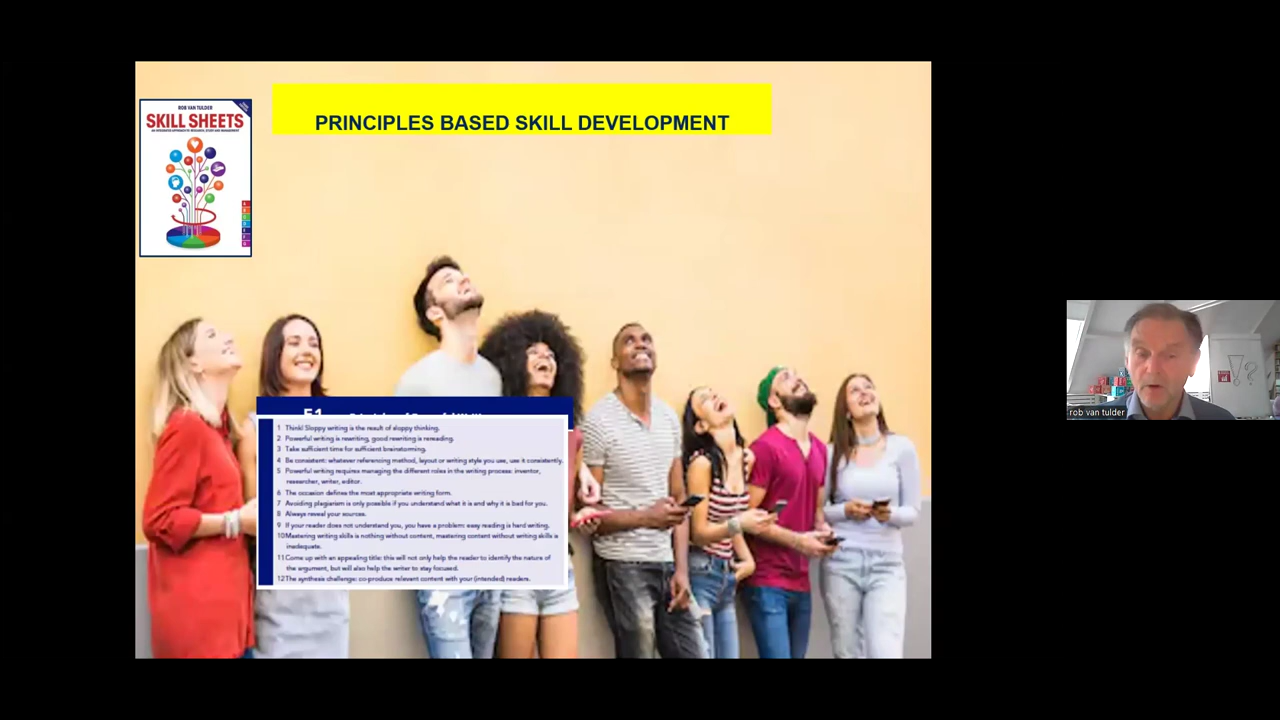 ROB VAN TULDER
SKILL SHEETS
AN INTEGRATED APPROACH TO RESEARCH, STUDY AND MANAGEMENT
PRINCIPLES BASED SKILL DEVELOPMENT
1 Think! Sloppy writing is the result of sloppy thinking.
2 Powerful writing is rewriting, good rewriting is rereading.
3 Take sufficient time for sufficient brainstorming.
4 Be consistent: whatever referencing method, layout or writing style you use, use it consistently.
5 Powerful writing requires managing the different roles in the writing process: inventor,
researcher, writer, editor.
6 The occasion defines the most appropriate writing form.
7 Avoiding plagiarism is only possible if you understand what it is and why it is bad for you.
8 Always reveal your sources.
9 If your reader does not understand you, you have a problem: easy reading is hard writing.
10 Mastering writing skills is nothing without content, mastering content without writing skills is
inadequate.
11 Come up with an appealing title: this will not only help the reader to identify the nature of
the argument, but will also help the writer to stay focused.
12 The synthesis challenge: co-produce relevant content with your (intended) readers.
rob van tulder